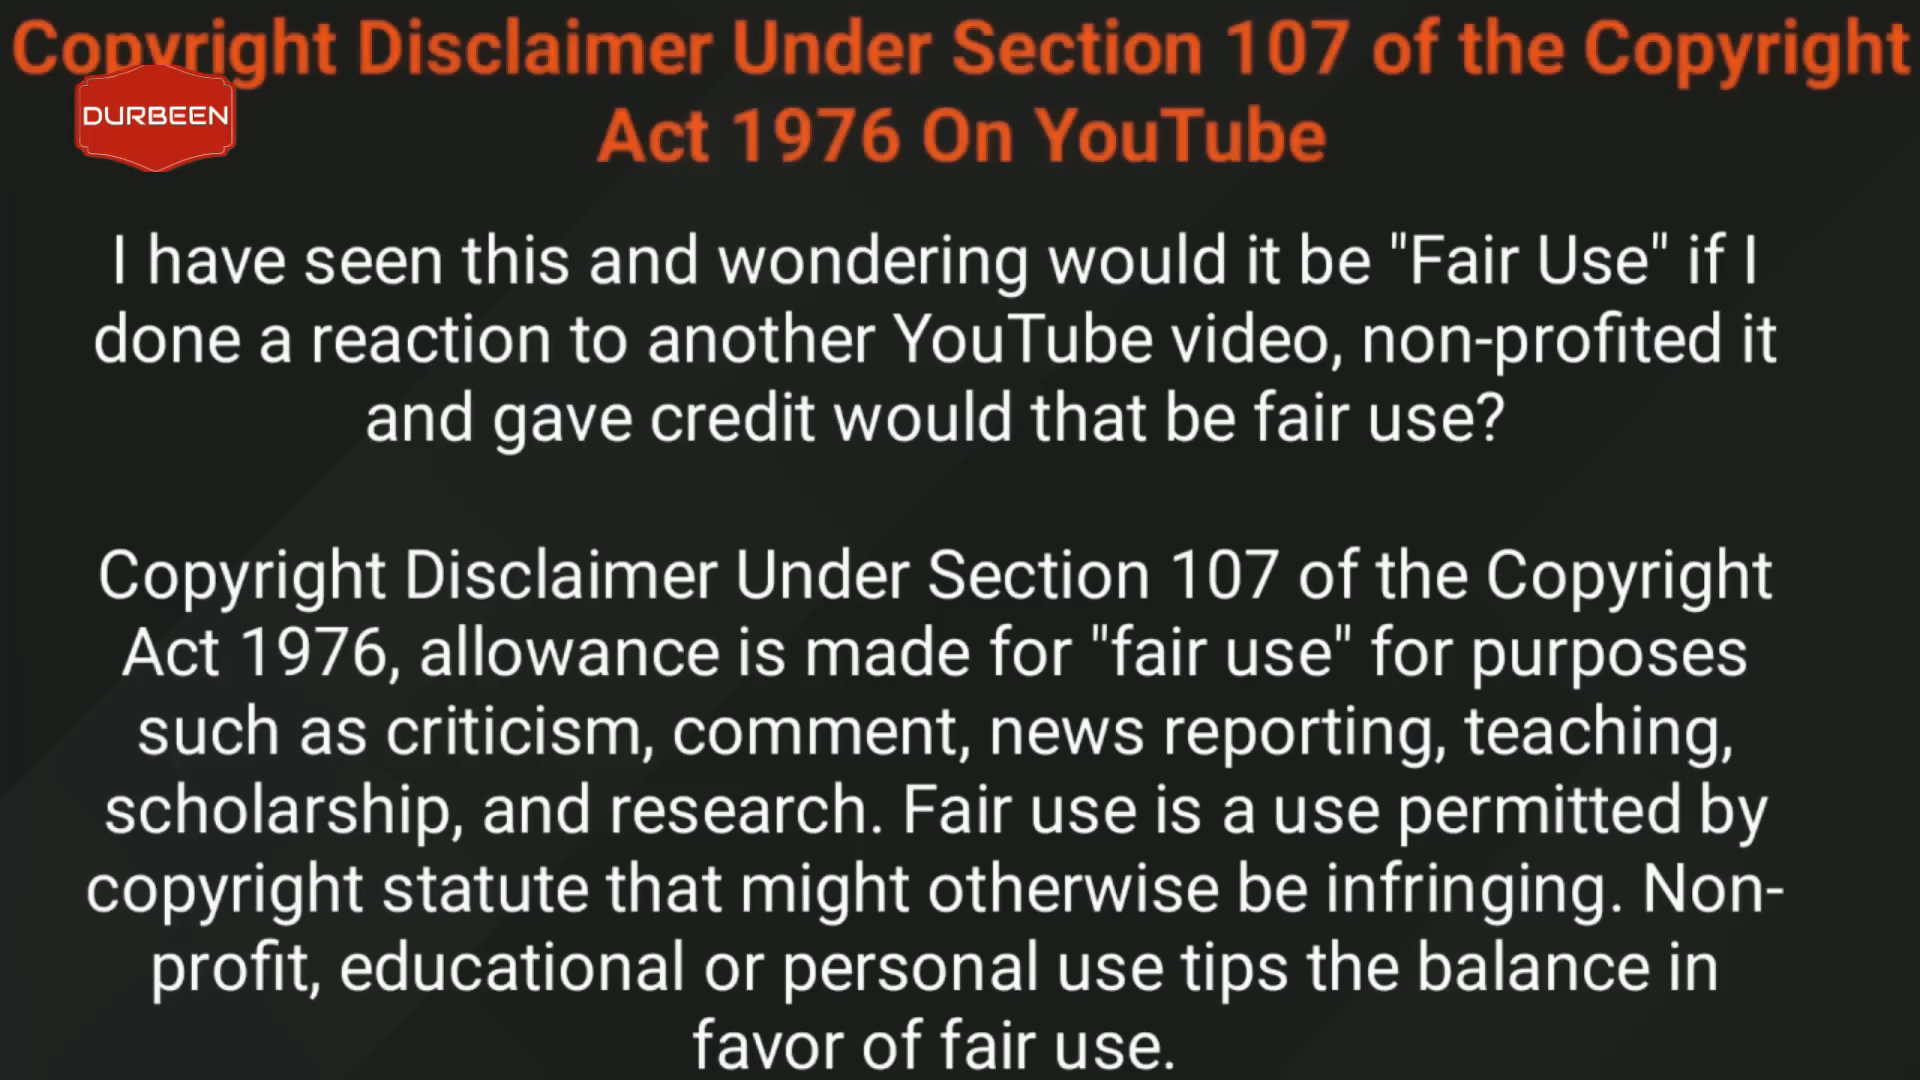 Copyright Disclaimer Under Section 107 of the Copyright
Act 1976 On YouTube
DURBEEN
I have seen this and wondering would it be "Fair Use" if I
done a reaction to another YouTube video, non-profited it
and gave credit would that be fair use?
Copyright Disclaimer Under Section 107 of the Copyright
Act 1976, allowance is made for "fair use" for purposes
such as criticism, comment, news reporting, teaching,
scholarship, and research. Fair use is a use permitted by
copyright statute that might otherwise be infringing. Non-
profit, educational or personal use tips the balance in
favor of fair use.